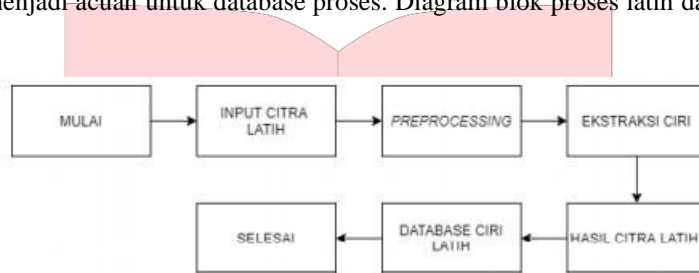 menjadi acuan untuk database proses. Diagram blok proses latih da
MULAI
INPUT CITRA
LATIH
PREPROCESSING
EKSTRAKSI CIRI
HASIL CITRA LATIH
DATABASE CIRI
LATIH
SELESAI